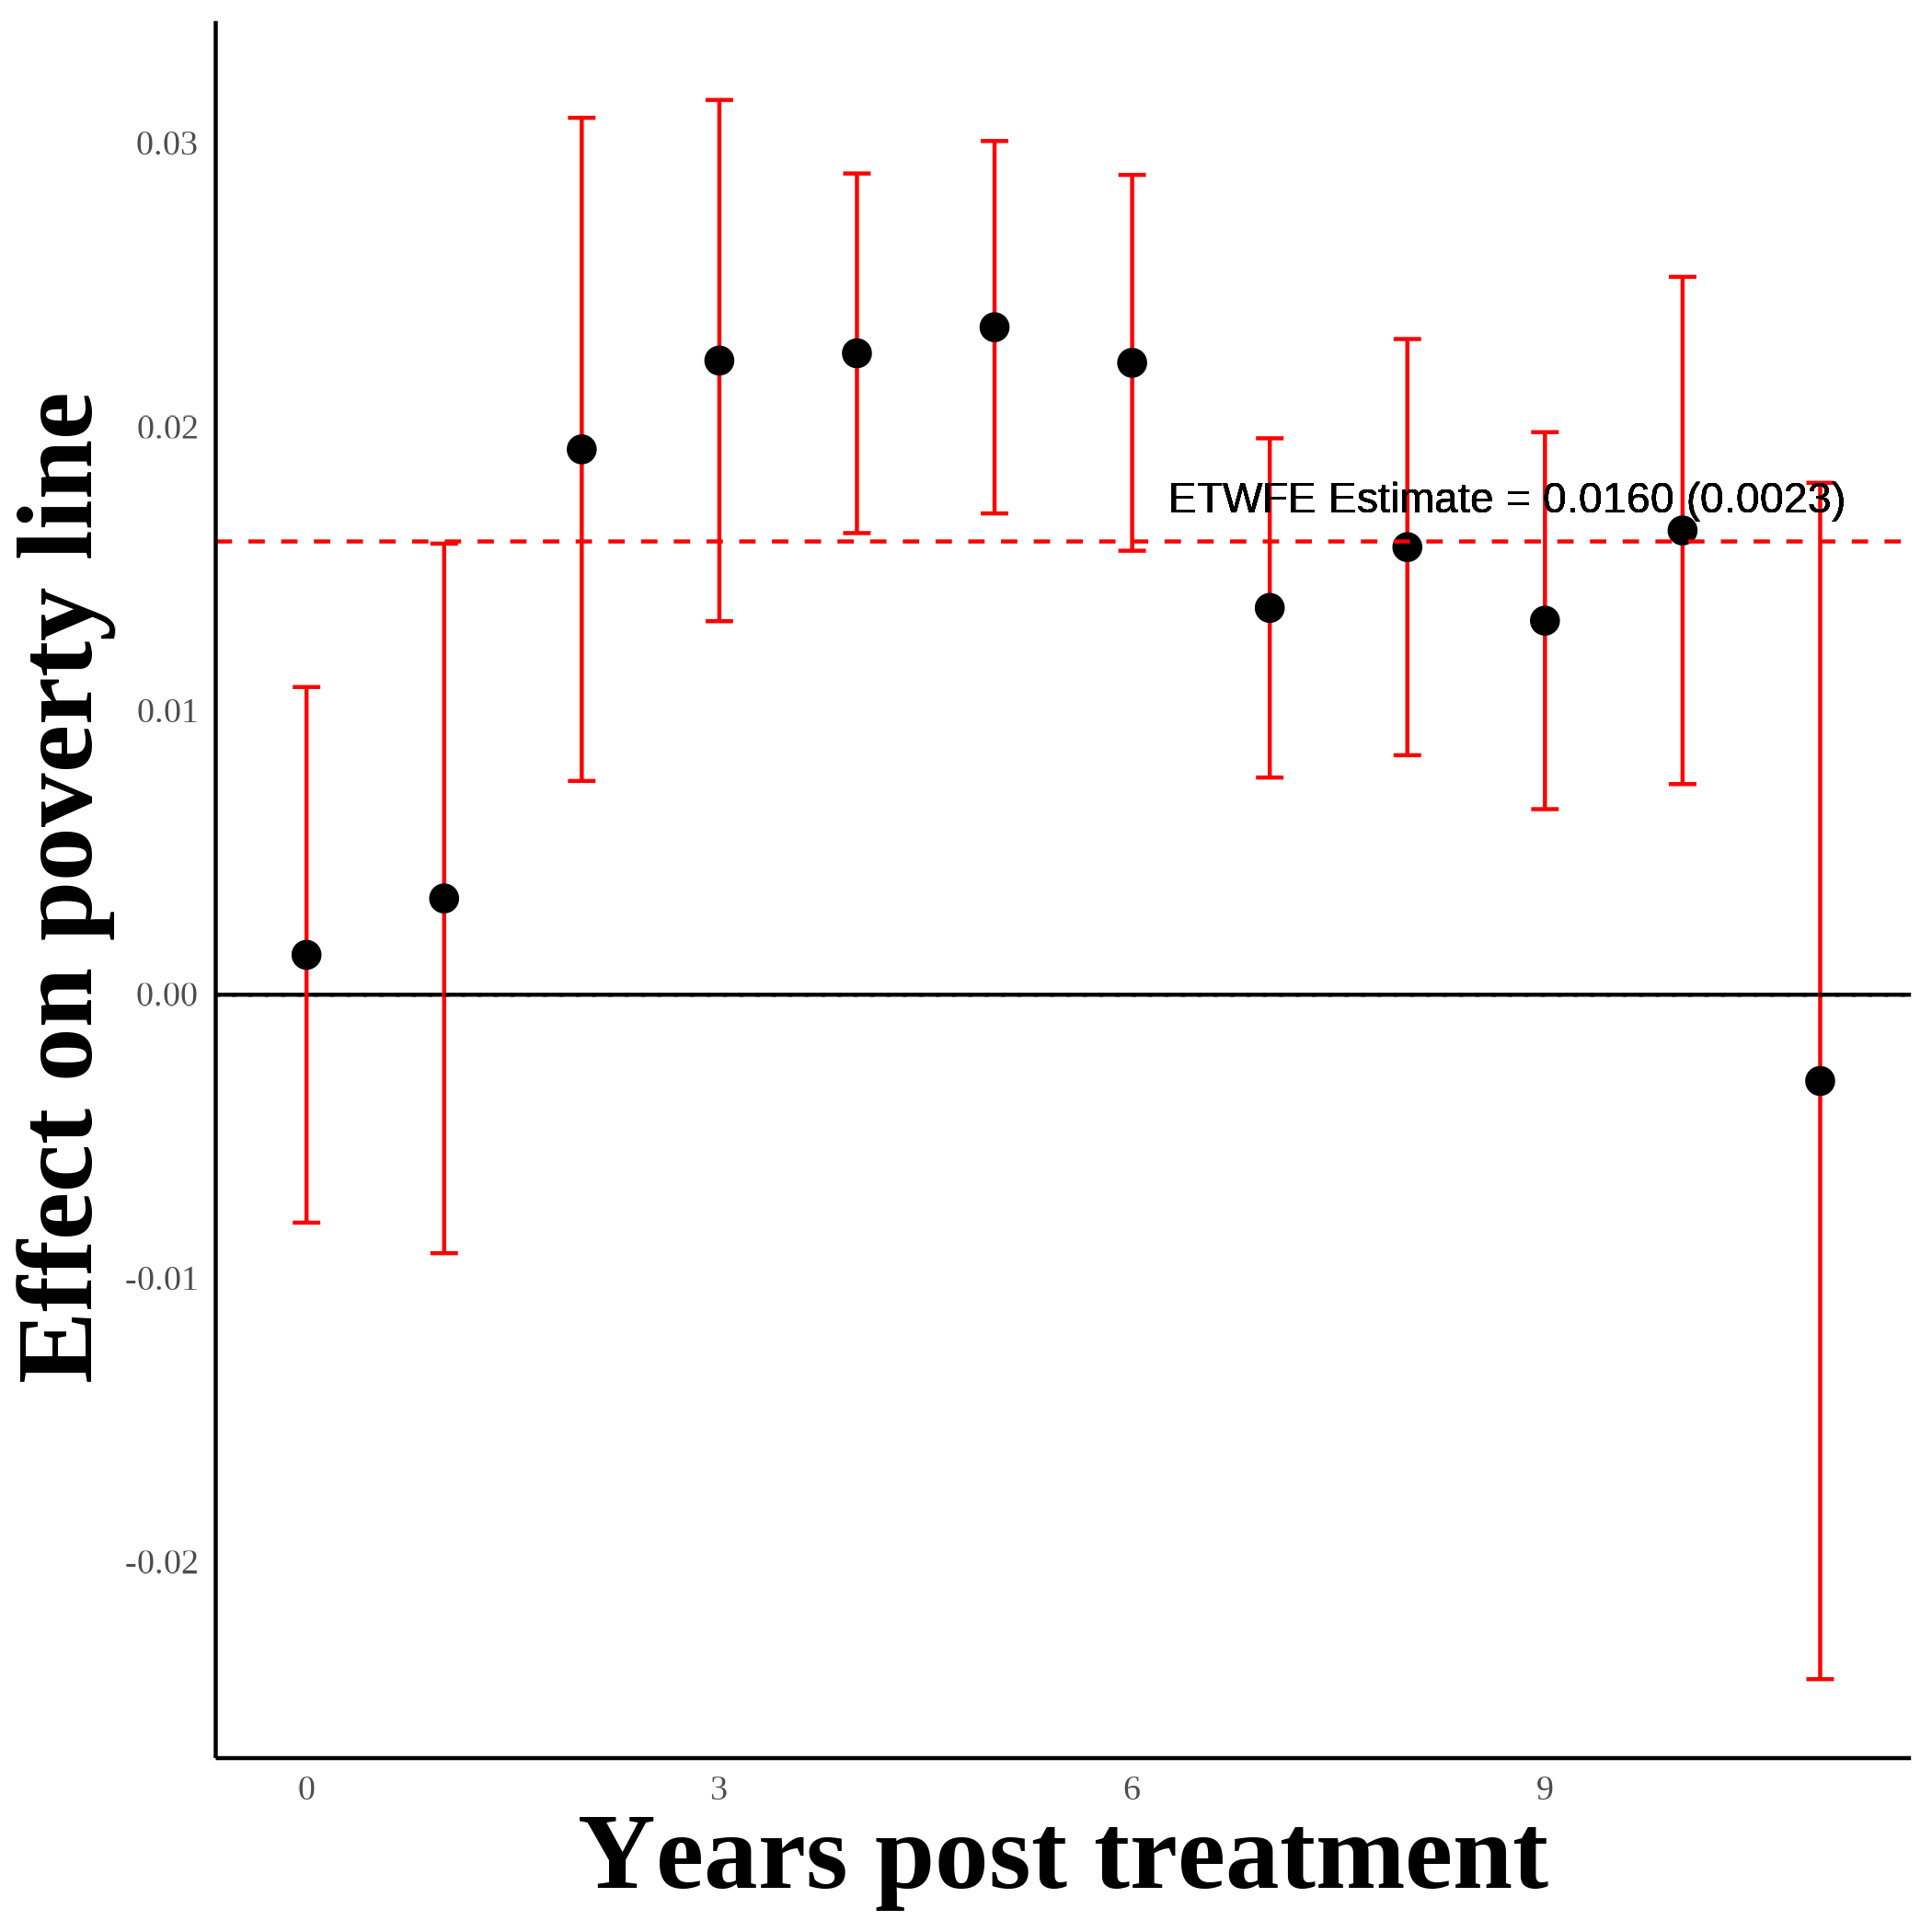 Effect on poverty line
0.03
0.02
0.01
0.00
-0.01
-0.02
ETWFE Estimate = 0.0160 (0.0023)
0 3 6 9
Years post treatment